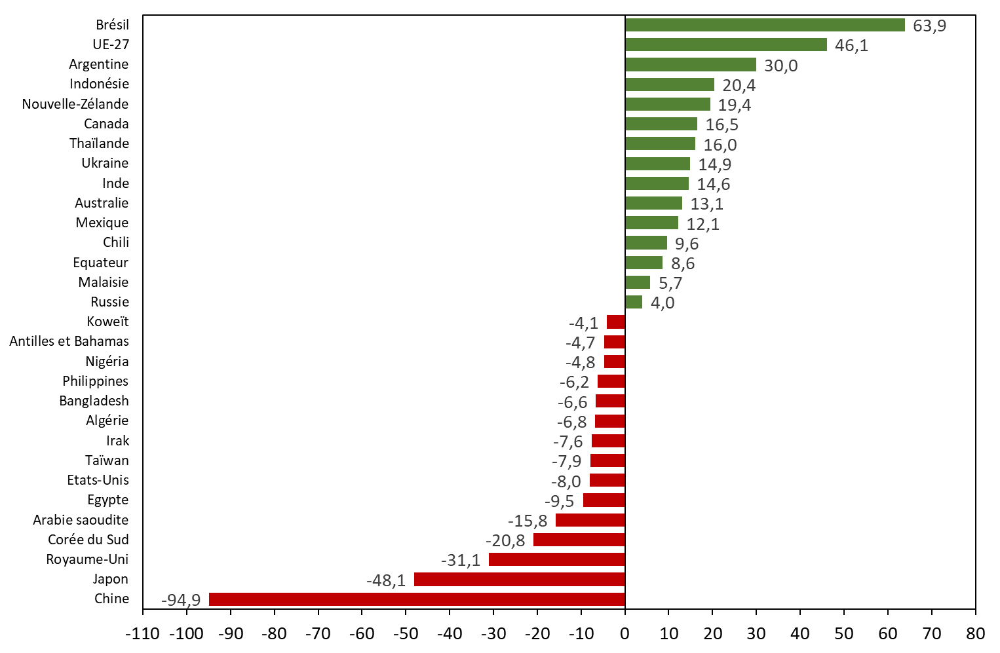 Brésil 63,9
UE-27 46,1
Argentine 30,0
Indonésie 20,4
Nouvelle-Zélande 19,4
Canada 16,5
Thaïlande 16,0
Ukraine 14,9
Inde 14,6
Australie 13,1
Mexique 12,1
Chili 9,6
Equateur 8,6
Malaisie 5,7
Russie 4,0
Koweït -4,1
Antilles et Bahamas -4,7
Nigéria -4,8
Philippines -6,2
Bangladesh -6,6
Algérie -6,8
Irak -7,6
Taïwan -7,9
Etats-Unis -8,0
Egypte -9,5
Arabie saoudite -15,8
Corée du Sud -20,8
Royaume-Uni -31,1
Japon -48,1
Chine -94,9
-110 -100 -90 -80 -70 -60 -50 -40 -30 -20 -10 0 10 20 30 40 50 60 70 80